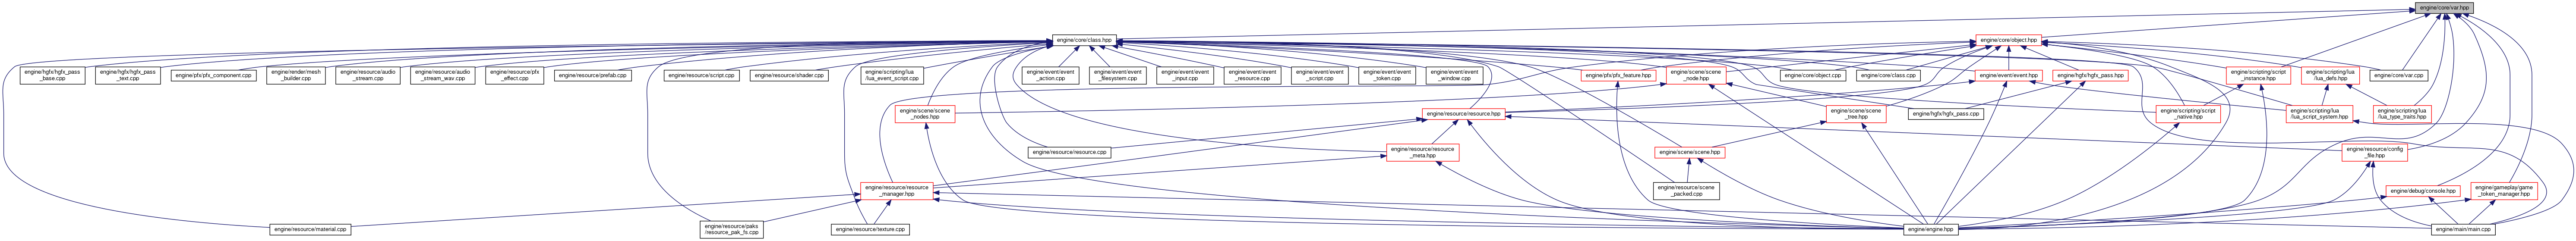 engine/core/var.hpp
engine/core/class.hpp
engine/core/object.hpp
engine/hgfx/hgfx_pass
_base.cpp
engine/hgfx/hgfx_pass
_text.cpp
engine/pfx/pfx_component.cpp
engine/render/mesh
_builder.cpp
engine/resource/audio
_stream.cpp
engine/resource/audio
_stream_wav.cpp
engine/resource/pfx
_effect.cpp
engine/resource/prefab.cpp
engine/resource/script.cpp
engine/resource/shader.cpp
engine/scripting/lua
/lua_event_script.cpp
engine/event/event
_action.cpp
engine/event/event
_filesystem.cpp
engine/event/event
_input.cpp
engine/event/event
_resource.cpp
engine/event/event
_script.cpp
engine/event/event
_token.cpp
engine/event/event
_window.cpp
engine/pfx/pfx_feature.hpp
engine/scene/scene
_node.hpp
engine/core/object.cpp
engine/core/class.cpp
engine/event/event.hpp
engine/hgfx/hgfx_pass.hpp
engine/scripting/script
_instance.hpp
engine/scripting/lua
/lua_defs.hpp
engine/core/var.cpp
engine/scene/scene
_nodes.hpp
engine/resource/resource.hpp
engine/scene/scene
_tree.hpp
engine/hgfx/hgfx_pass.cpp
engine/scripting/script
_native.hpp
engine/scripting/lua
/lua_script_system.hpp
engine/scripting/lua
/lua_type_traits.hpp
engine/resource/resource.cpp
engine/resource/resource
_meta.hpp
engine/scene/scene.hpp
engine/resource/config
_file.hpp
engine/resource/resource
_manager.hpp
engine/resource/scene
_packed.cpp
engine/debug/console.hpp
engine/gameplay/game
_token_manager.hpp
engine/resource/material.cpp
engine/resource/paks
/resource_pak_fs.cpp
engine/resource/texture.cpp
engine/engine.hpp
engine/main/main.cpp